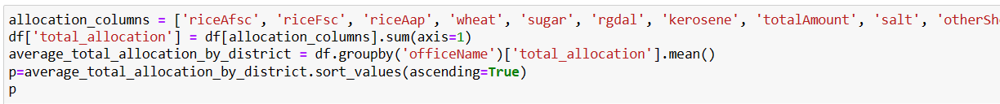 allocation_columns = ['riceAfsc', 'riceFsc', 'riceAap', 'wheat', 'sugar', 'rgdal', 'kerosene', 'totalAmount', 'salt', 'otherSh
df['total_allocation'] = df[allocation_columns].sum(axis=1)
average_total_allocation_by_district = df.groupby('officeName')['total_allocation'].mean()
p=average_total_allocation_by_district.sort_values(ascending=True)
p